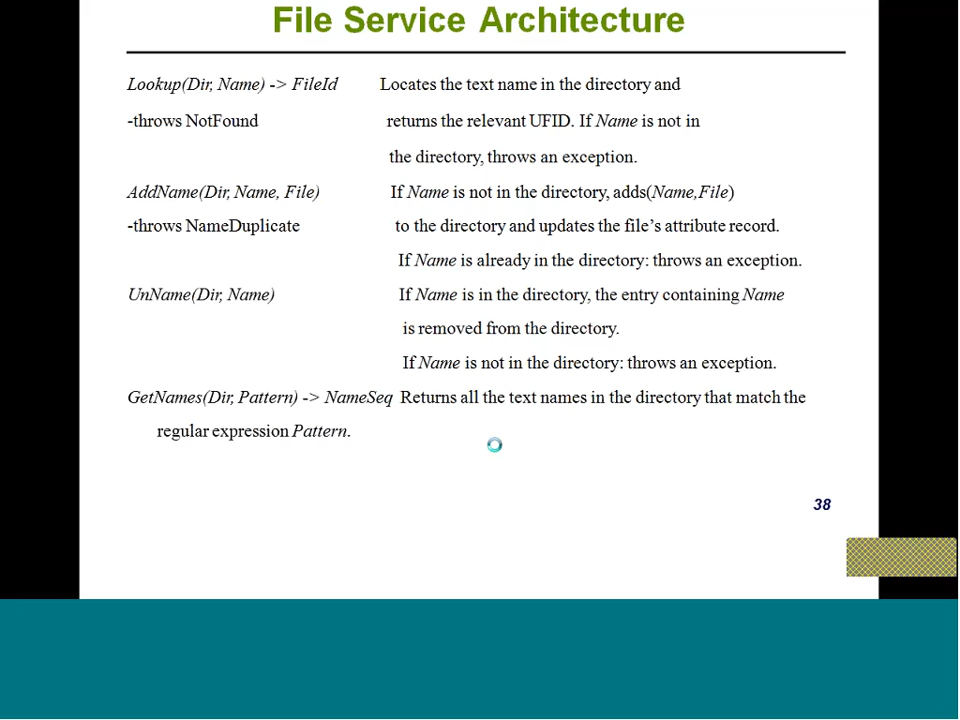 File Service Architecture
Lookup(Dir, Name) -> FileId Locates the text name in the directory and
-throws NotFound returns the relevant UFID. If Name is not in
the directory, throws an exception.
AddName(Dir, Name, File) If Name is not in the directory, adds(Name,File)
-throws NameDuplicate to the directory and updates the file’s attribute record.
If Name is already in the directory: throws an exception.
UnName(Dir, Name) If Name is in the directory, the entry containing Name
is removed from the directory.
If Name is not in the directory: throws an exception.
GetNames(Dir, Pattern) -> NameSeq Returns all the text names in the directory that match the
regular expression Pattern.
38